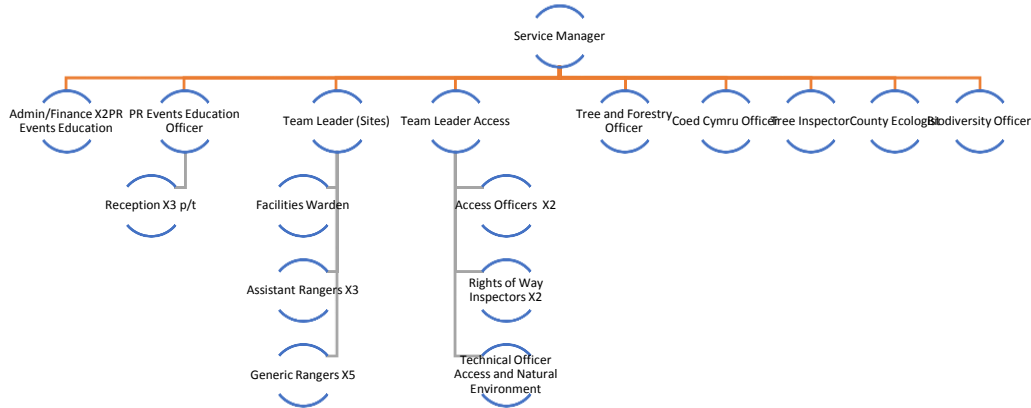 Service Manager
Admin/Finance X2PR
Events Education
PR Events Education
Officer
Team Leader (Sites)
Team Leader Access
Tree and Forestry
Officer
Coed Cymru Officer
Tree Inspector
County Ecologist
Biodiversity Officer
Reception X3 p/t
Facilities Warden
Access Officers X2
Assistant Rangers X3
Rights of Way
Inspectors X2
Generic Rangers X5
Technical Officer
Access and Natural
Environment